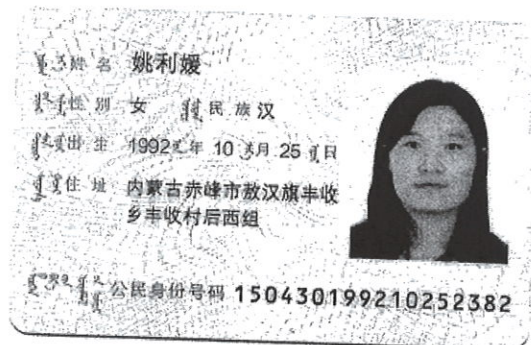 姓名 姚利媛
性别 女 民族 汉
出生 1992 年 10 月 25 日
住址 内蒙古赤峰市敖汉旗丰收
乡丰收村后西组
公民身份号码 150430199210252382